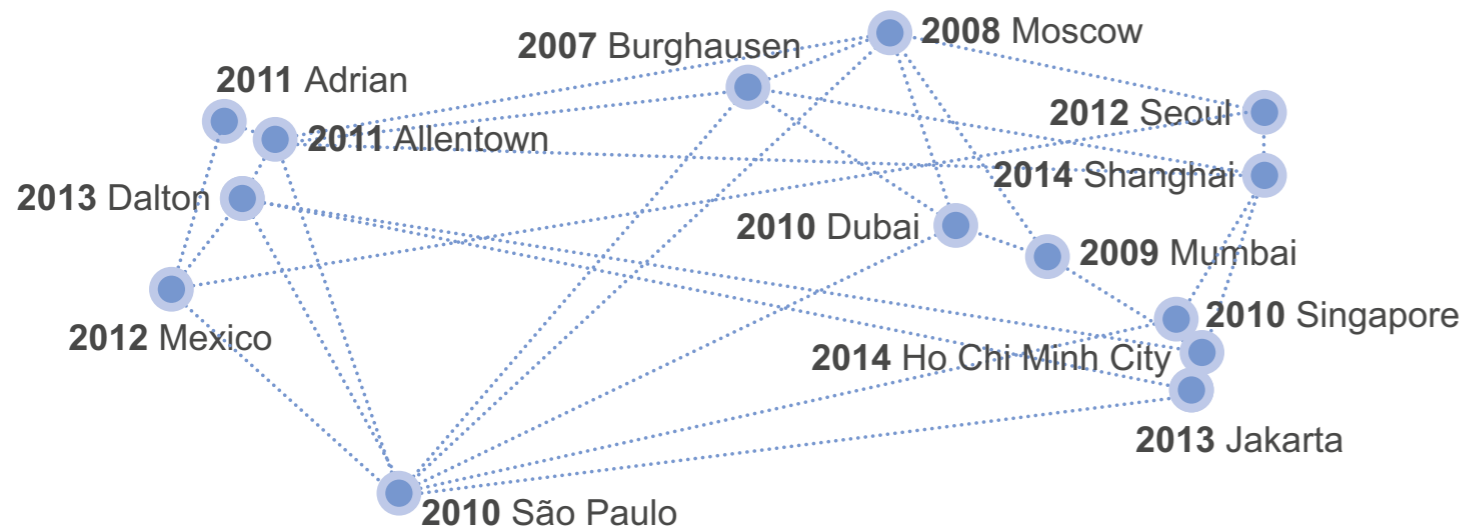 2008 Moscow
2007 Burghausen
2011 Adrian
2012 Seoul
2011 Allentown
2014 Shanghai
2013 Dalton
2010 Dubai
2009 Mumbai
2010 Singapore
2012 Mexico
2014 Ho Chi Minh City
2013 Jakarta
2010 São Paulo